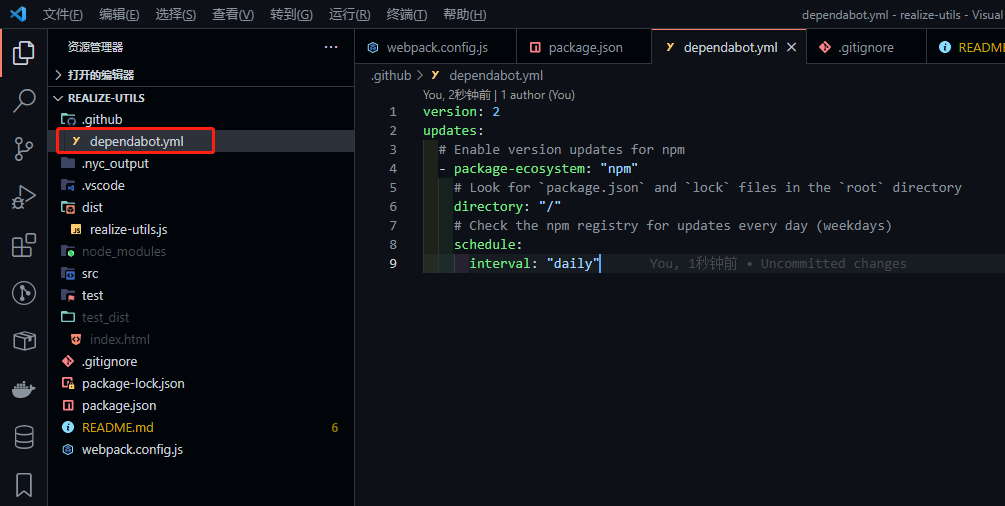 文件(F) 编辑(E) 选择(S) 查看(V) 转到(G) 运行(R) 终端(T) 帮助(H) dependabot.yml - realize-utils - Visual
资源管理器 ···
打开的编辑器
REALIZE-UTILS
.github
dependabot.yml
.nyc_output
.vscode
dist
realize-utils.js
node_modules
src
test
test_dist
index.html
.gitignore
package-lock.json
package.json
README.md 6
webpack.config.js
webpack.config.js package.json dependabot.yml .gitignore README
.github > dependabot.yml
You, 2秒钟前 | 1 author (You)
1 version: 2
2 updates:
3 # Enable version updates for npm
4 - package-ecosystem: "npm"
5 # Look for `package.json` and `lock` files in the `root` directory
6 directory: "/"
7 # Check the npm registry for updates every day (weekdays)
8 schedule:
9 interval: "daily" You, 1秒钟前 • Uncommitted changes